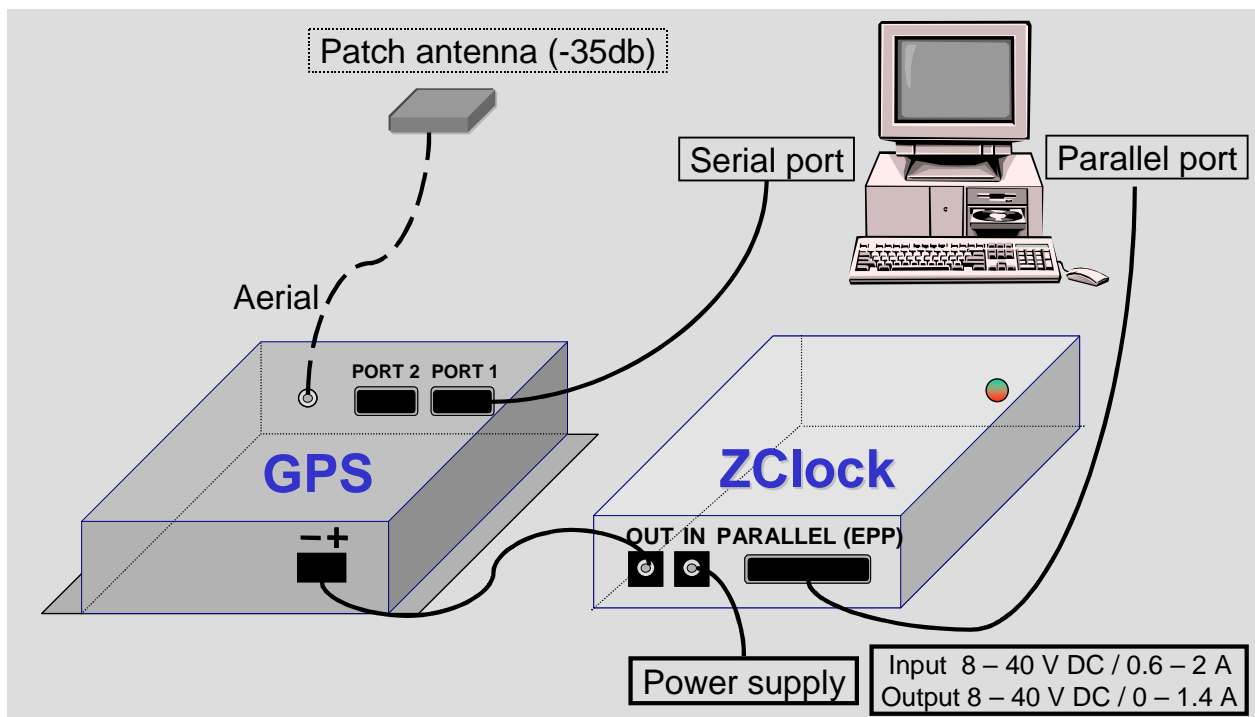 Patch antenna (-35db)
Serial port
Parallel port
Aerial
PORT 2 PORT 1
GPS
ZClock
–+
OUT IN PARALLEL (EPP)
Power supply
Input 8 – 40 V DC / 0.6 – 2 A
Output 8 – 40 V DC / 0 – 1.4 A